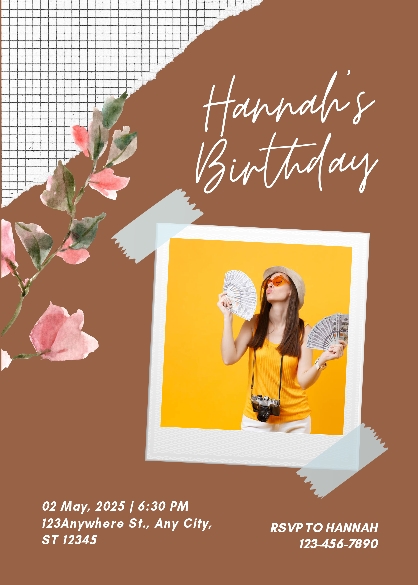 Hannah's
Birthday
02 May, 2025 | 6:30 PM
123Anywhere St., Any City,
ST 12345
RSVP TO HANNAH
123-456-7890